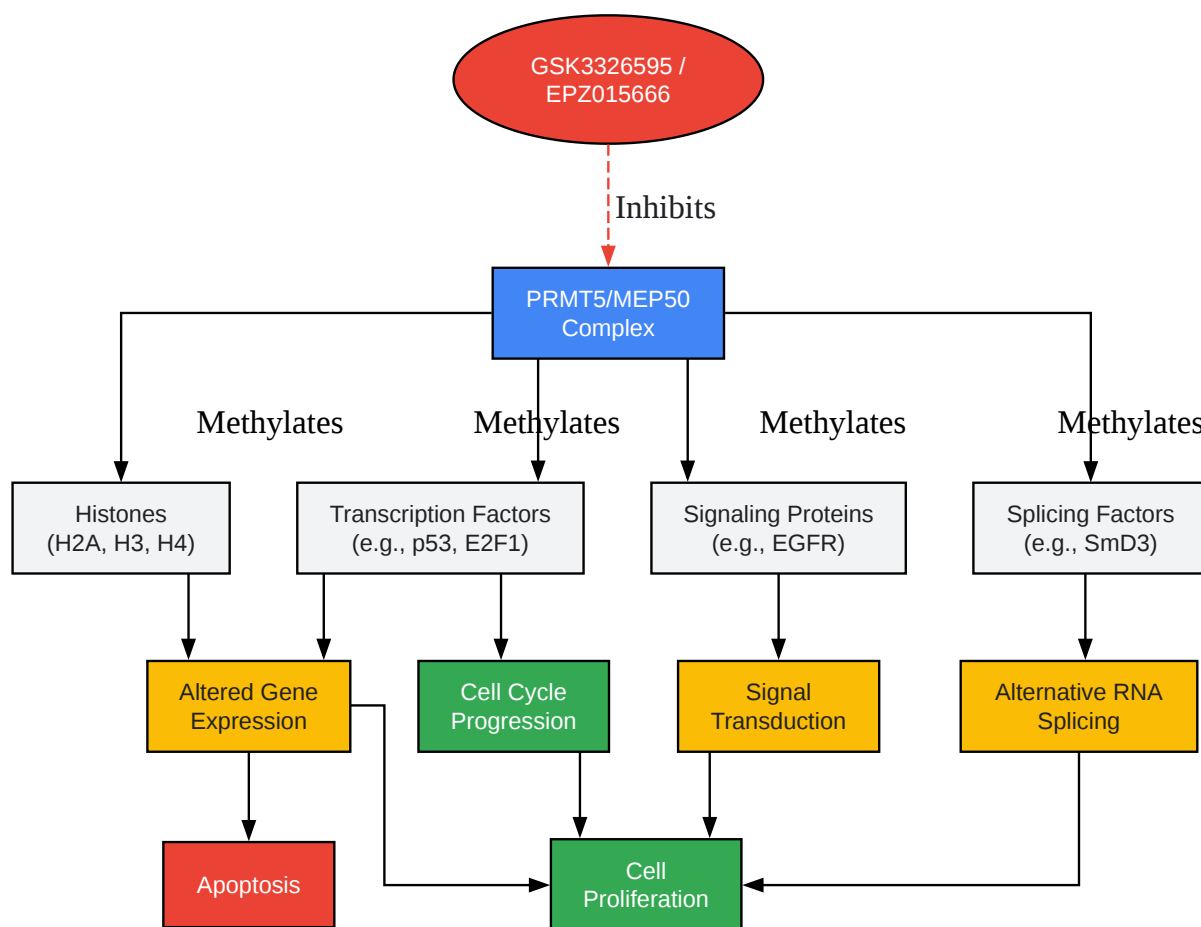 GSK3326595 /
EPZ015666
Inhibits
PRMT5/MEP50
Complex
Methylates
Methylates
Methylates
Methylates
Histones
(H2A, H3, H4)
Transcription Factors
(e.g., p53, E2F1)
Signaling Proteins
(e.g., EGFR)
Splicing Factors
(e.g., SmD3)
Altered Gene
Expression
Cell Cycle
Progression
Signal
Transduction
Alternative RNA
Splicing
Apoptosis
Cell
Proliferation